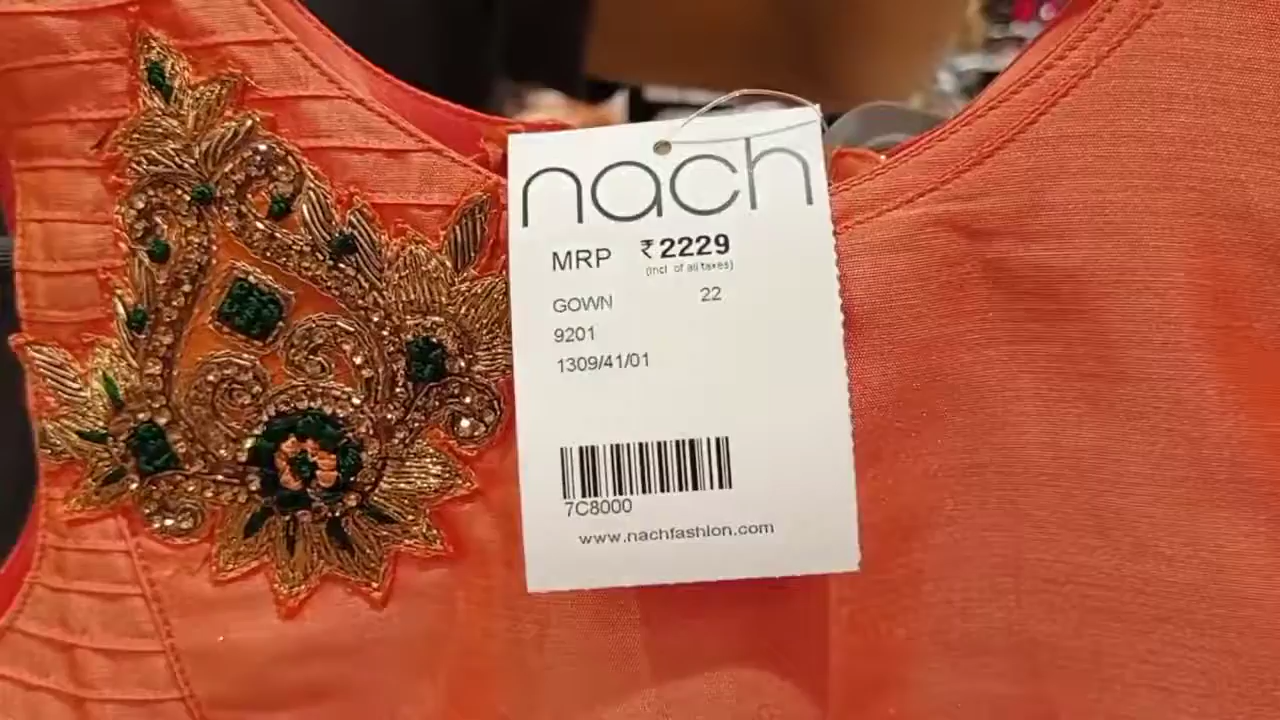 nach
MRP ₹2229
(incl. of all taxes)
GOWN 22
9201
1309/41/01
7C8000
www.nachfashion.com